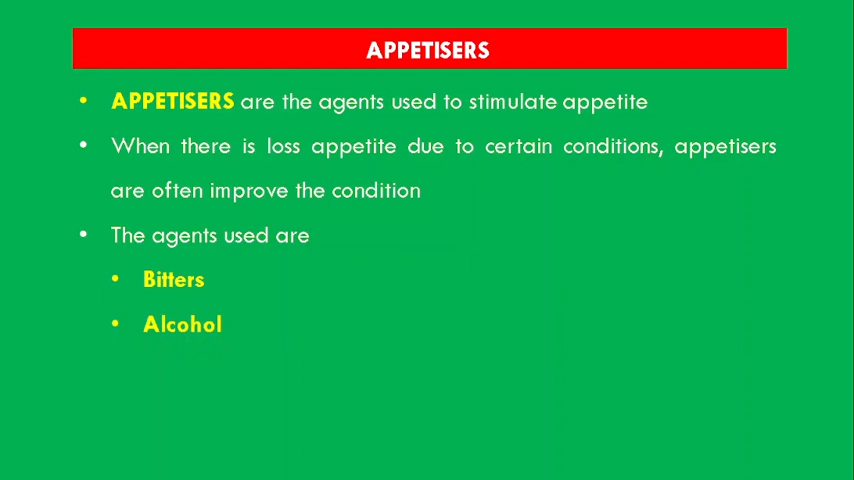 APPETISERS
• APPETISERS are the agents used to stimulate appetite
• When there is loss appetite due to certain conditions, appetisers
are often improve the condition
• The agents used are
• Bitters
• Alcohol